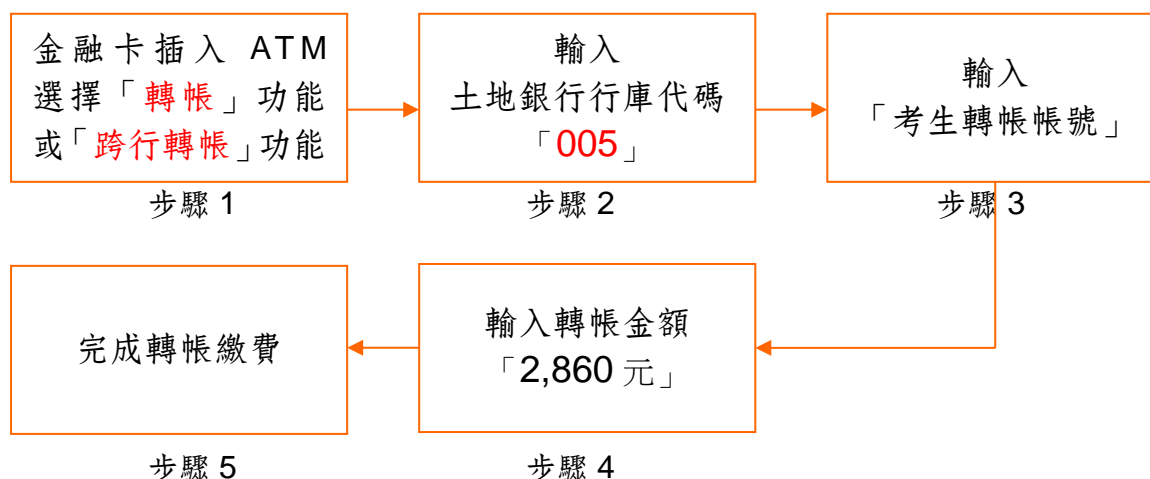 金融卡插入 ATM
選擇「轉帳」功能
或「跨行轉帳」功能
步驟 1
輸入
土地銀行行庫代碼
「005」
步驟 2
輸入
「考生轉帳帳號」
步驟 3
輸入轉帳金額
「2,860 元」
步驟 4
完成轉帳繳費
步驟 5